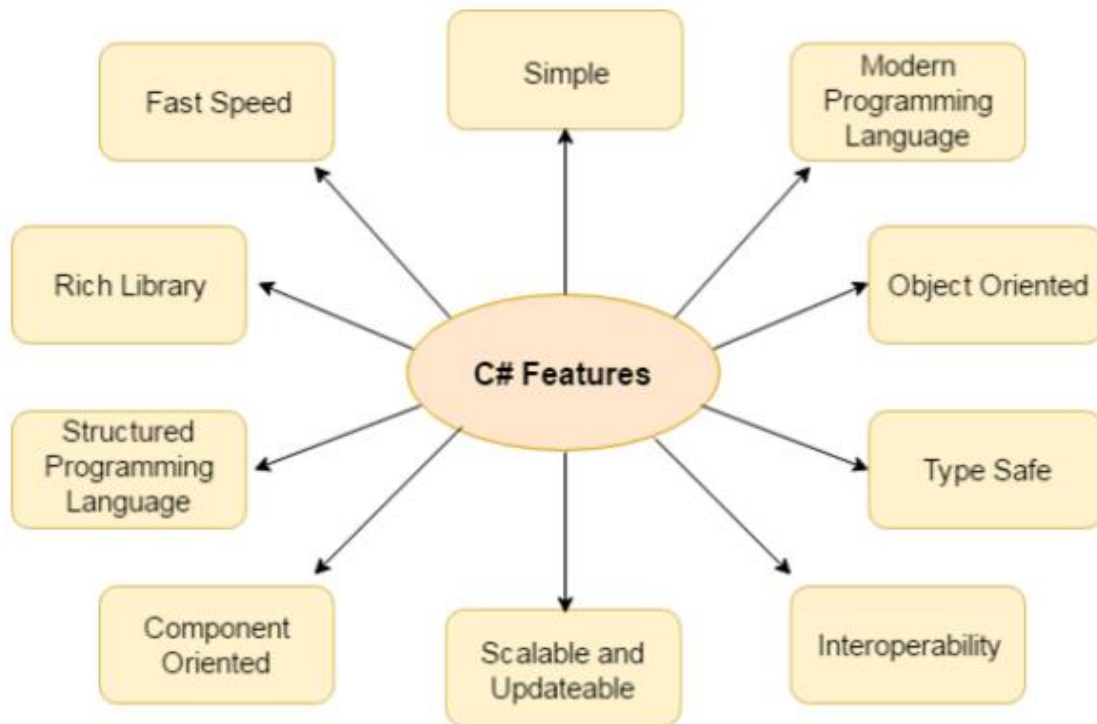 Simple
Fast Speed
Modern
Programming
Language
Rich Library
Object Oriented
C# Features
Structured
Programming
Language
Type Safe
Component
Oriented
Scalable and
Updateable
Interoperability